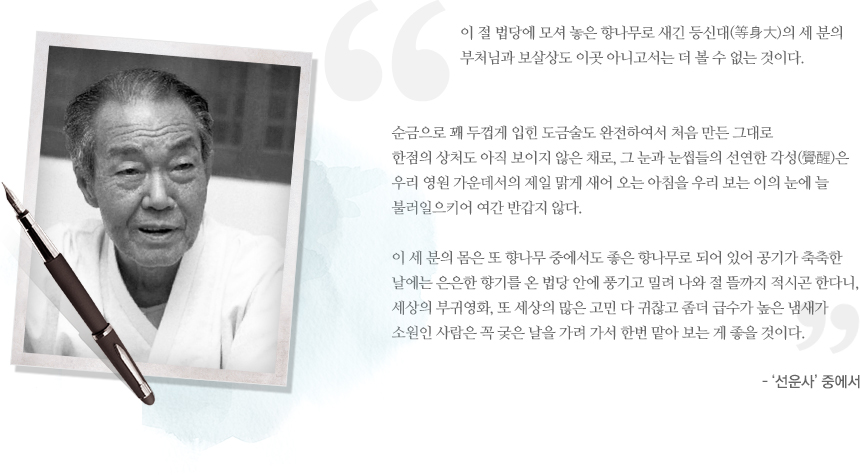 이 절 법당에 모셔 놓은 향나무로 새긴 등신대(等身大)의 세 분의
부처님과 보살상도 이곳 아니고서는 더 볼 수 없는 것이다.
순금으로 꽤 두껍게 입힌 도금술도 완전하여서 처음 만든 그대로
한점의 상처도 아직 보이지 않은 채로, 그 눈과 눈썹들의 선연한 각성(覺醒)은
우리 영원 가운데서의 제일 맑게 새어 오는 아침을 우리 보는 이의 눈에 늘
불러일으키어 여간 반갑지 않다.
이 세 분의 몸은 또 향나무 중에서도 좋은 향나무로 되어 있어 공기가 축축한
날에는 은은한 향기를 온 법당 안에 풍기고 밀려 나와 절 뜰까지 적시곤 한다니,
세상의 부귀영화, 또 세상의 많은 고민 다 귀찮고 좀더 급수가 높은 냄새가
소원인 사람은 꼭 궂은 날을 가려 가서 한번 맡아 보는 게 좋을 것이다.
- ‘선운사’ 중에서